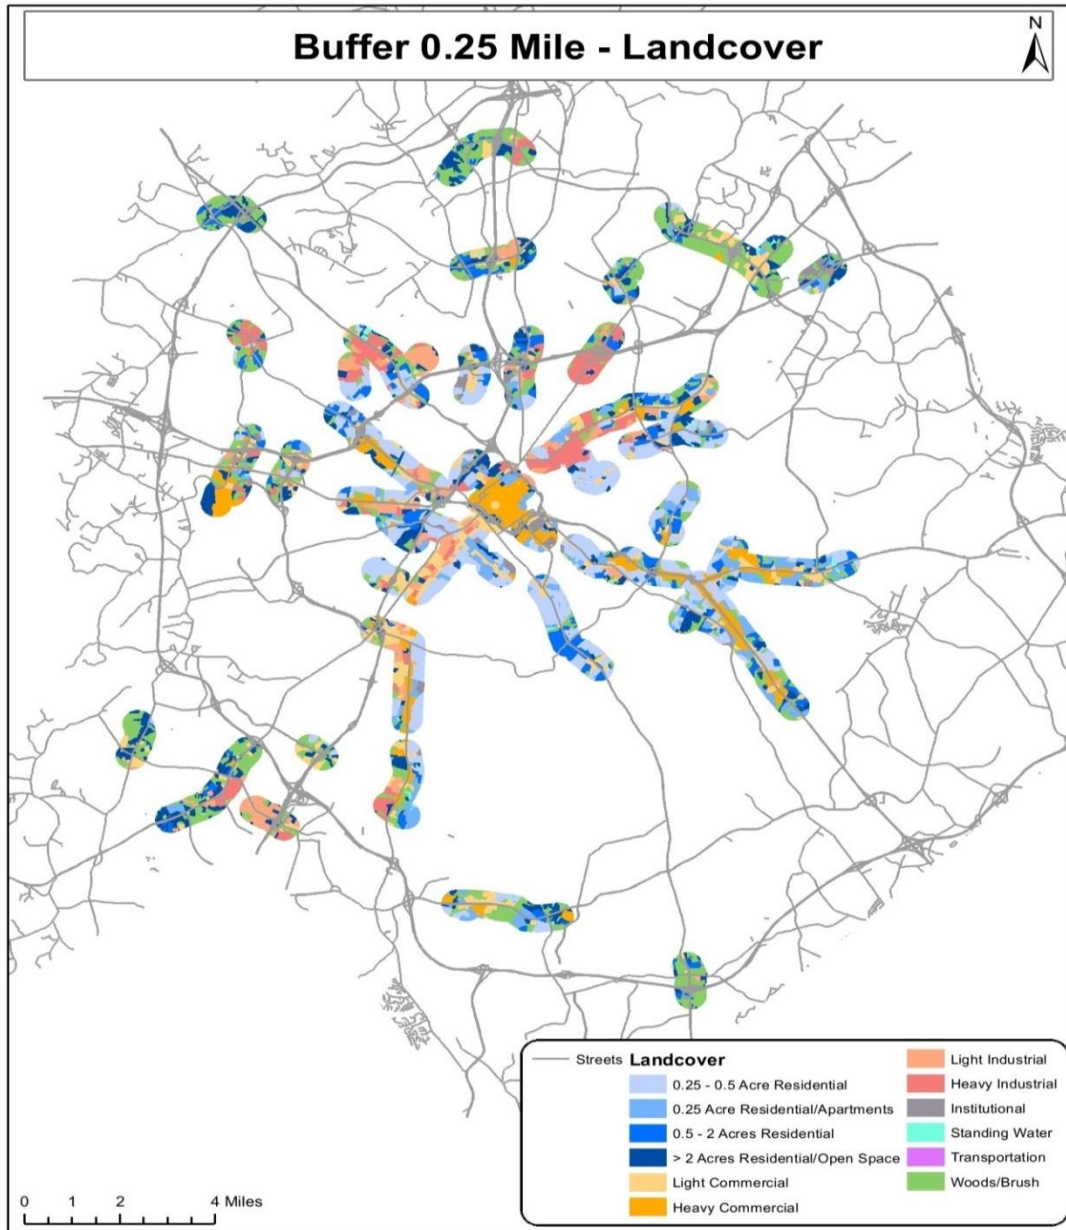 Buffer 0.25 Mile - Landcover
N
Streets
Landcover
0.25 - 0.5 Acre Residential
0.25 Acre Residential/Apartments
0.5 - 2 Acres Residential
> 2 Acres Residential/Open Space
Light Commercial
Heavy Commercial
Light Industrial
Heavy Industrial
Institutional
Standing Water
Transportation
Woods/Brush
0 1 2 4 Miles